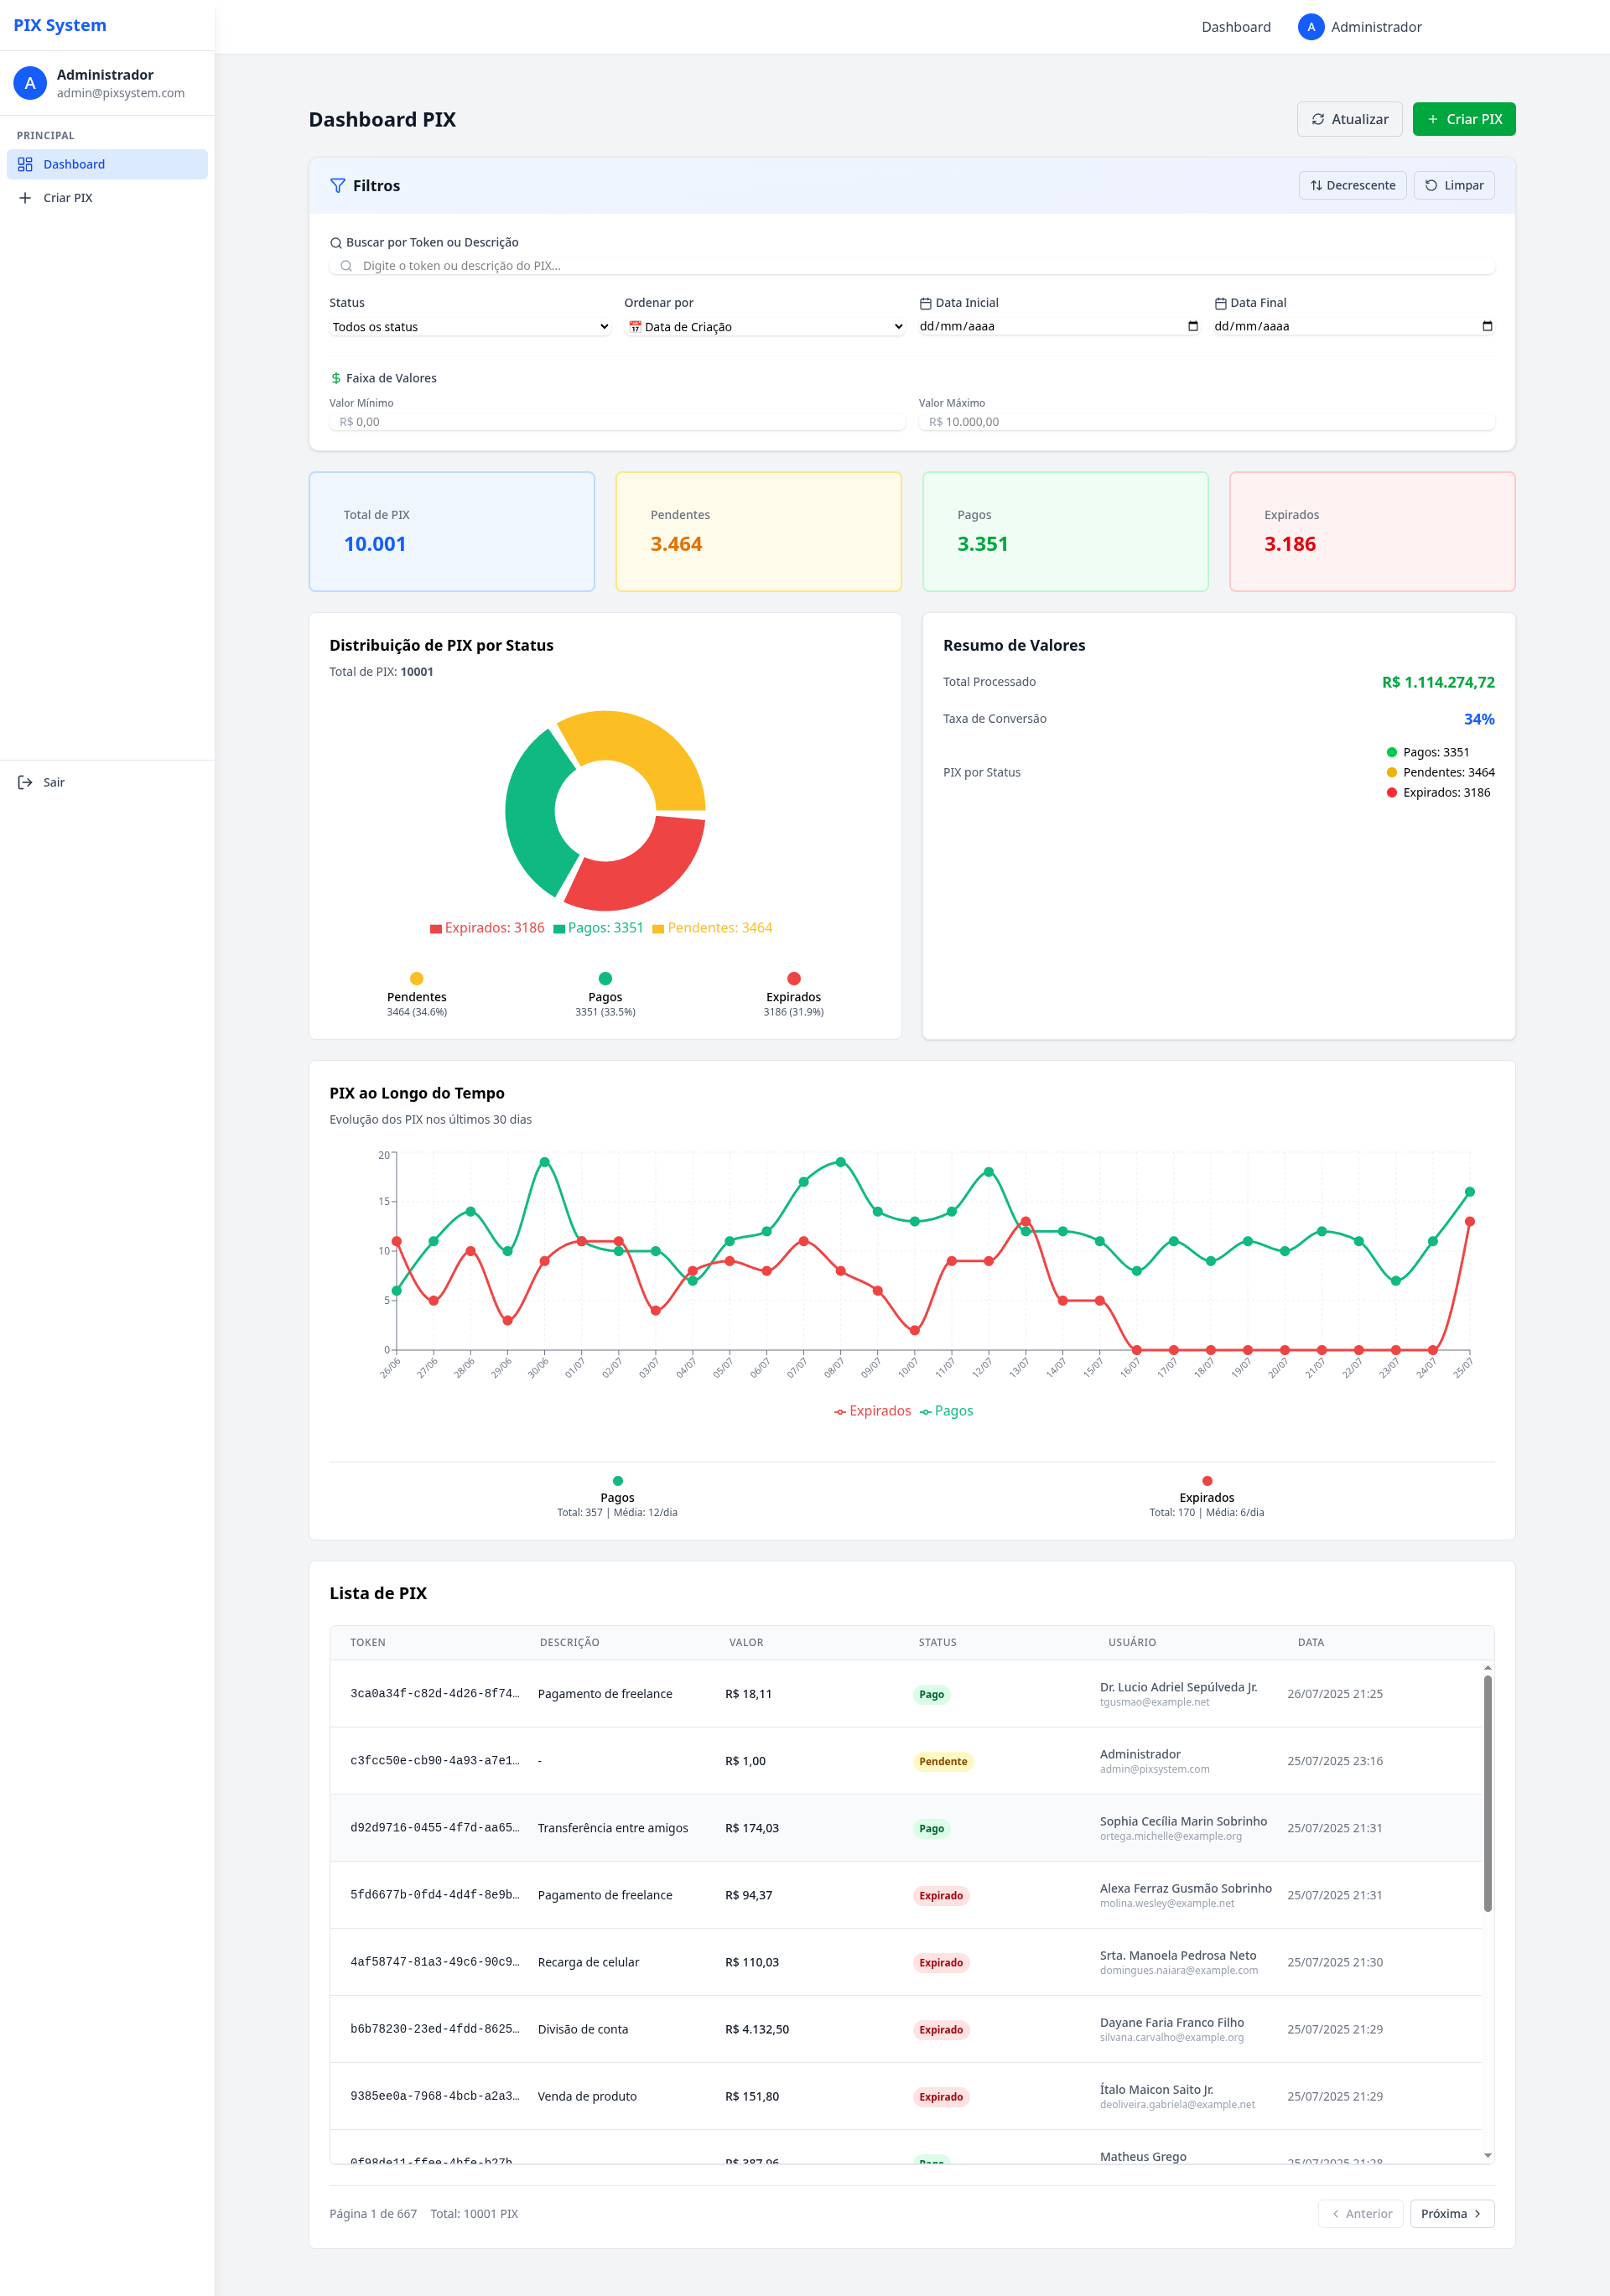 PIX System
A
Administrador
admin@pixsystem.com
PRINCIPAL
Dashboard
Criar PIX
Sair
Dashboard
A
Administrador
Dashboard PIX
Atualizar
Criar PIX
Filtros
Decrescente
Limpar
Buscar por Token ou Descrição
Digite o token ou descrição do PIX...
Status
Ordenar por
Data Inicial
Data Final
Todos os status
Data de Criação
dd/mm/aaaa
dd/mm/aaaa
Faixa de Valores
Valor Mínimo
Valor Máximo
R$ 0,00
R$ 10.000,00
Total de PIX
10.001
Pendentes
3.464
Pagos
3.351
Expirados
3.186
Distribuição de PIX por Status
Total de PIX: 10001
Expirados: 3186 Pagos: 3351 Pendentes: 3464
Pendentes
3464 (34.6%)
Pagos
3351 (33.5%)
Expirados
3186 (31.9%)
Resumo de Valores
Total Processado
R$ 1.114.274,72
Taxa de Conversão
34%
PIX por Status
Pagos: 3351
Pendentes: 3464
Expirados: 3186
PIX ao Longo do Tempo
Evolução dos PIX nos últimos 30 dias
20
15
10
5
0
26/06 27/06 28/06 29/06 30/06 01/07 02/07 03/07 04/07 05/07 06/07 07/07 08/07 09/07 10/07 11/07 12/07 13/07 14/07 15/07 16/07 17/07 18/07 19/07 20/07 21/07 22/07 23/07 24/07 25/07
Expirados Pagos
Pagos
Total: 357 | Média: 12/dia
Expirados
Total: 170 | Média: 6/dia
Lista de PIX
TOKEN DESCRIÇÃO VALOR STATUS USUÁRIO DATA
3ca0a34f-c82d-4d26-8f74… Pagamento de freelance R$ 18,11 Pago Dr. Lucio Adriel Sepúlveda Jr. 26/07/2025 21:25
tgusmao@example.net
c3fcc50e-cb90-4a93-a7e1… - R$ 1,00 Pendente Administrador 25/07/2025 23:16
admin@pixsystem.com
d92d9716-0455-4f7d-aa65… Transferência entre amigos R$ 174,03 Pago Sophia Cecília Marin Sobrinho 25/07/2025 21:31
ortega.michelle@example.org
5fd6677b-0fd4-4d4f-8e9b… Pagamento de freelance R$ 94,37 Expirado Alexa Ferraz Gusmão Sobrinho 25/07/2025 21:31
molina.wesley@example.net
4af58747-81a3-49c6-90c9… Recarga de celular R$ 110,03 Expirado Srta. Manoela Pedrosa Neto 25/07/2025 21:30
domingues.naiara@example.com
b6b78230-23ed-4fdd-8625… Divisão de conta R$ 4.132,50 Expirado Dayane Faria Franco Filho 25/07/2025 21:29
silvana.carvalho@example.org
9385ee0a-7968-4bcb-a2a3… Venda de produto R$ 151,80 Expirado Ítalo Maicon Saito Jr. 25/07/2025 21:29
deoliveira.gabriela@example.net
Matheus Grego
Página 1 de 667 Total: 10001 PIX
Anterior
Próxima